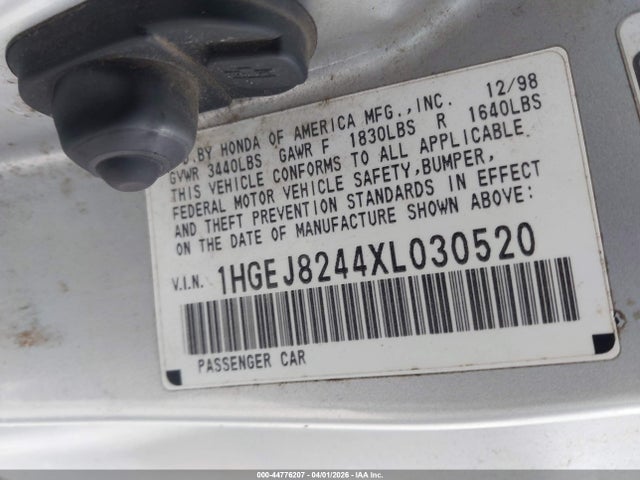 12/98
D.BY HONDA OF AMERICA MFG.,INC.
GVWR 3440LBS GAWR F 1830LBS R 1640LBS
THIS VEHICLE CONFORMS TO ALL APPLICABLE
FEDERAL MOTOR VEHICLE SAFETY,BUMPER,
AND THEFT PREVENTION STANDARDS IN EFFECT
ON THE DATE OF MANUFACTURE SHOWN ABOVE:
V.I.N. 1HGEJ8244XL030520
PASSENGER CAR
000-44776207 - 04/01/2026 - IAA Inc.